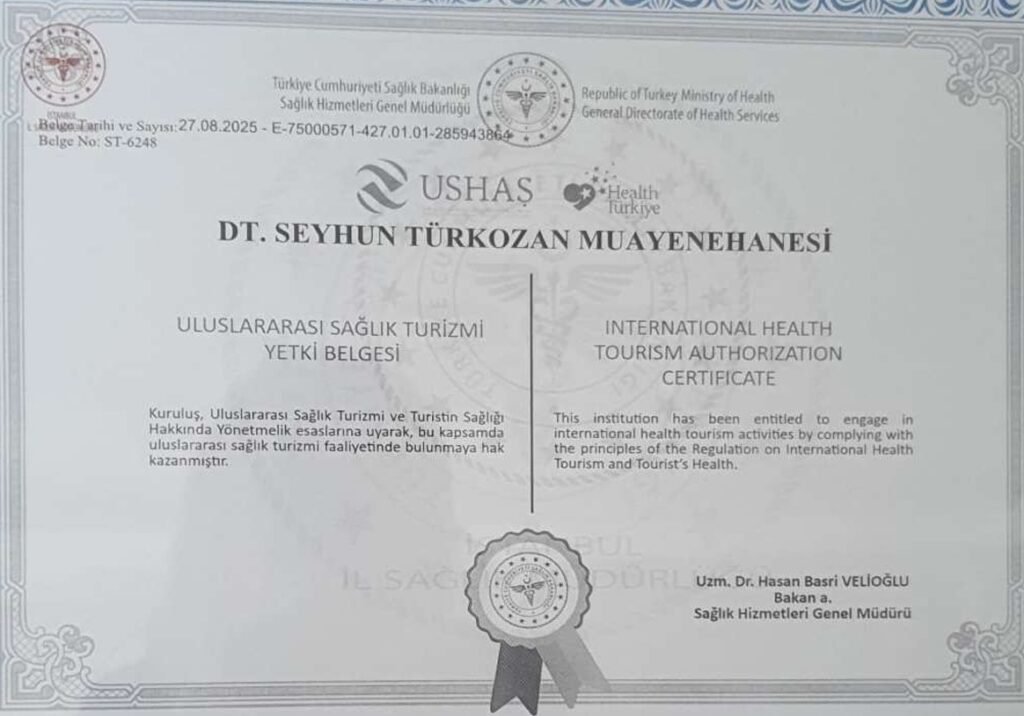 Türkiye Cumhuriyeti Sağlık Bakanlığı
Sağlık Hizmetleri Genel Müdürlüğü
Republic of Turkey Ministry of Health
General Directorate of Health Services
Belge Tarihi ve Sayısı: 27.08.2025 - E-75000571-427.01.01-285943864
Belge No: ST-6248
USHAŞ
Health
Türkiye
DT. SEYHUN TÜRKOZAN MUAYENEHANESİ
ULUSLARARASI SAĞLIK TURİZMİ
YETKİ BELGESİ
Kuruluş, Uluslararası Sağlık Turizmi ve Turistin Sağlığı
Hakkında Yönetmelik esaslarına uyarak, bu kapsamda
uluslararası sağlık turizmi faaliyetinde bulunmaya hak
kazanmıştır.
INTERNATIONAL HEALTH
TOURISM AUTHORIZATION
CERTIFICATE
This institution has been entitled to engage in
international health tourism activities by complying with
the principles of the Regulation on International Health
Tourism and Tourist's Health.
İSTANBUL
İL SAĞLIK MÜDÜRLÜĞÜ
Uzm. Dr. Hasan Basri VELİOĞLU
Bakan a.
Sağlık Hizmetleri Genel Müdürü